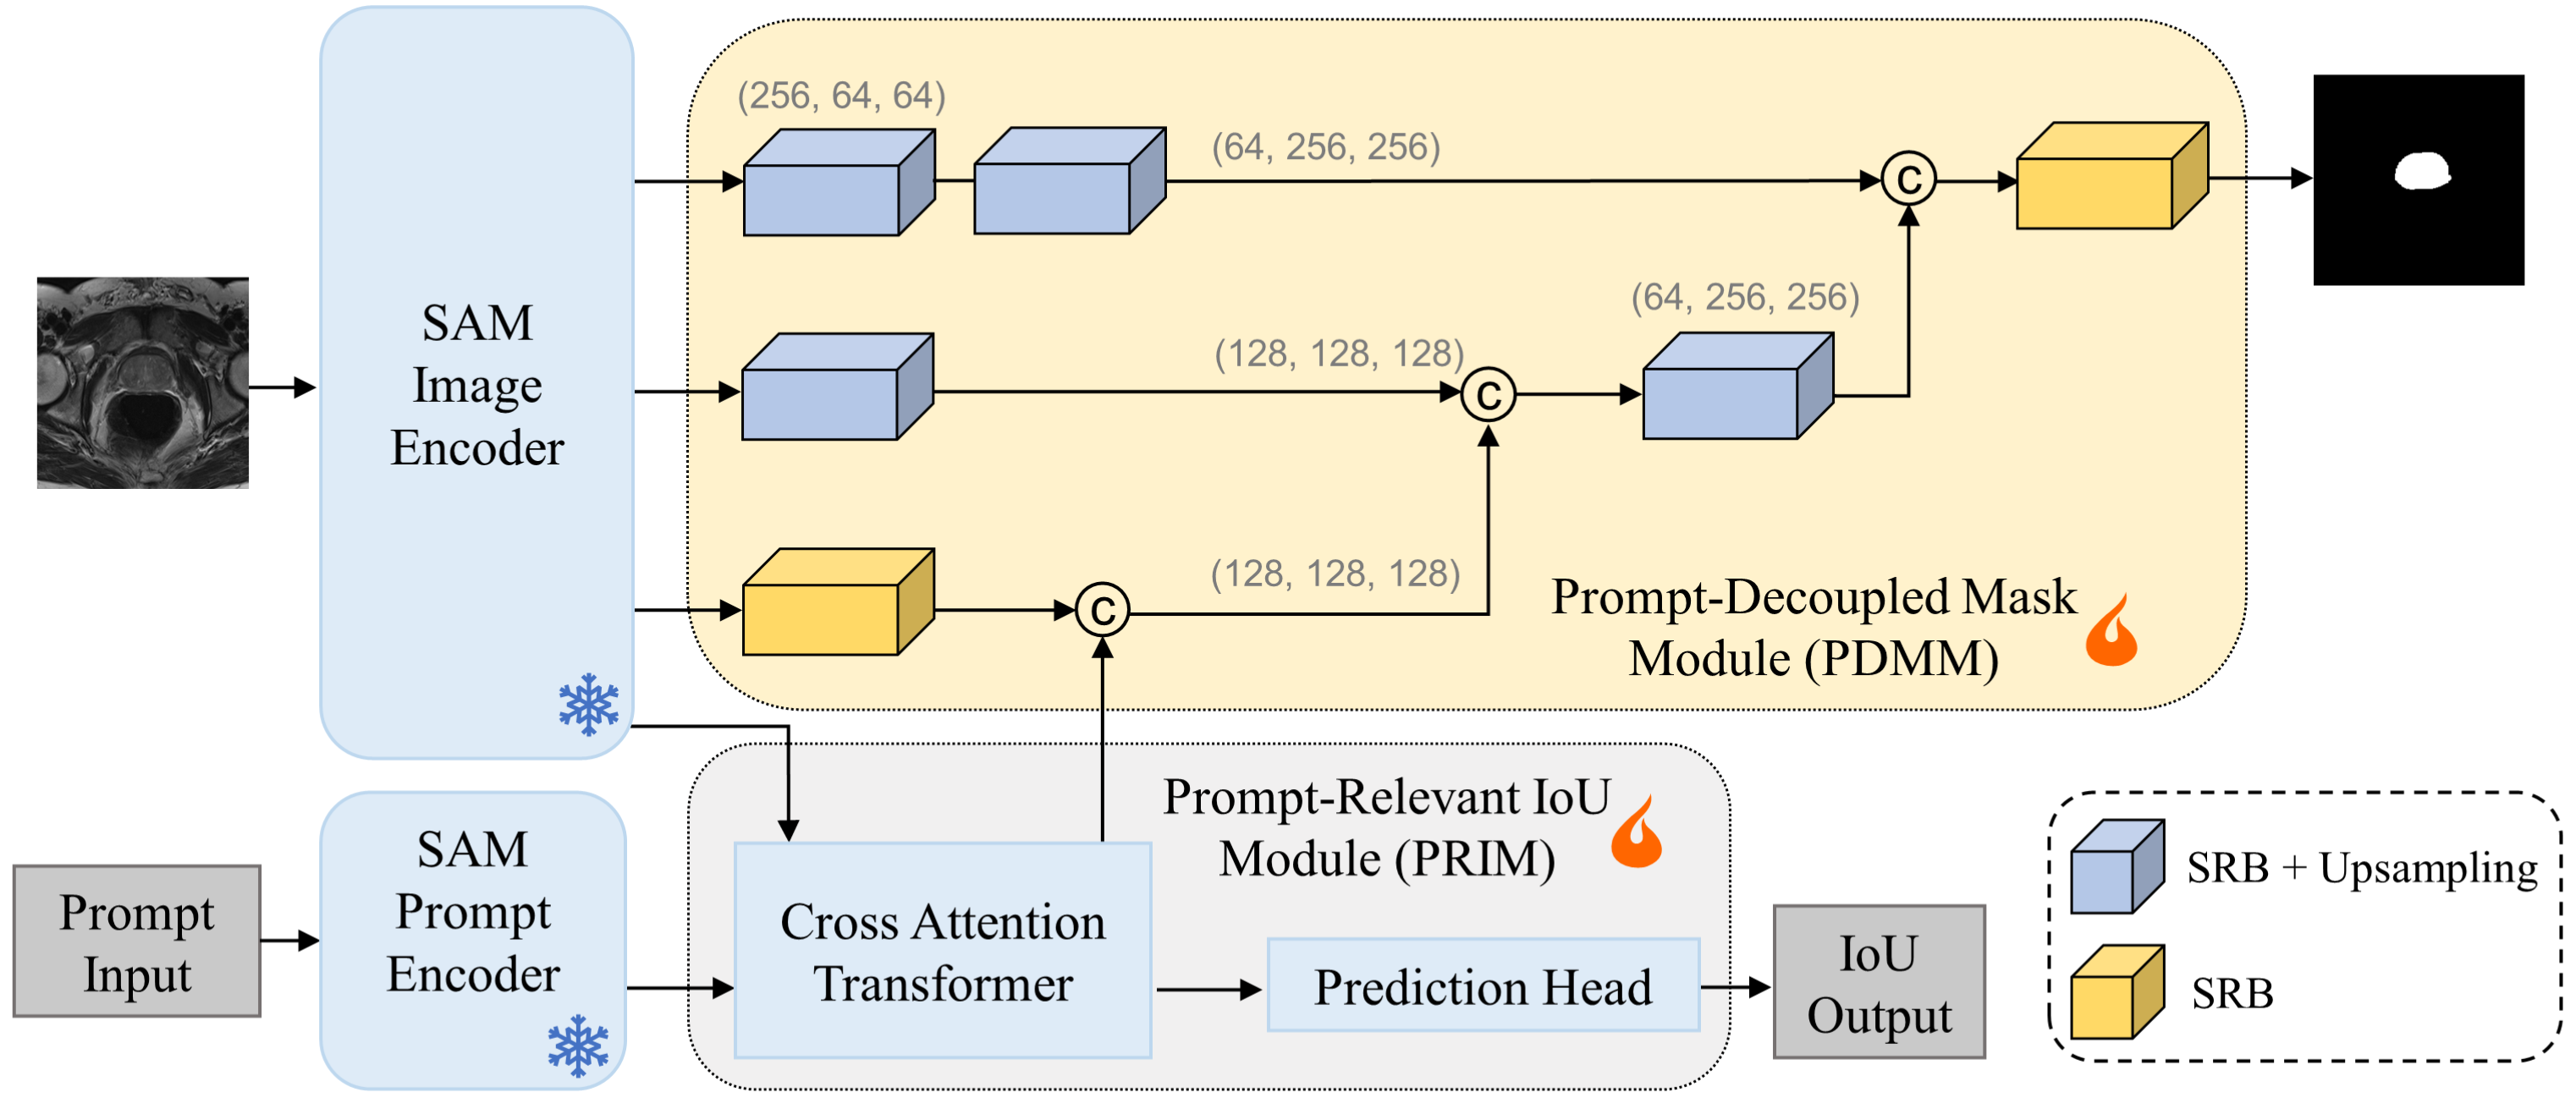 (256, 64, 64)
(64, 256, 256)
C
SAM
Image
Encoder
(64, 256, 256)
(128, 128, 128)
C
(128, 128, 128)
C
Prompt-Decoupled Mask
Module (PDMM)
Prompt-Relevant IoU
Module (PRIM)
Prompt
Input
SAM
Prompt
Encoder
Cross Attention
Transformer
Prediction Head
IoU
Output
SRB + Upsampling
SRB